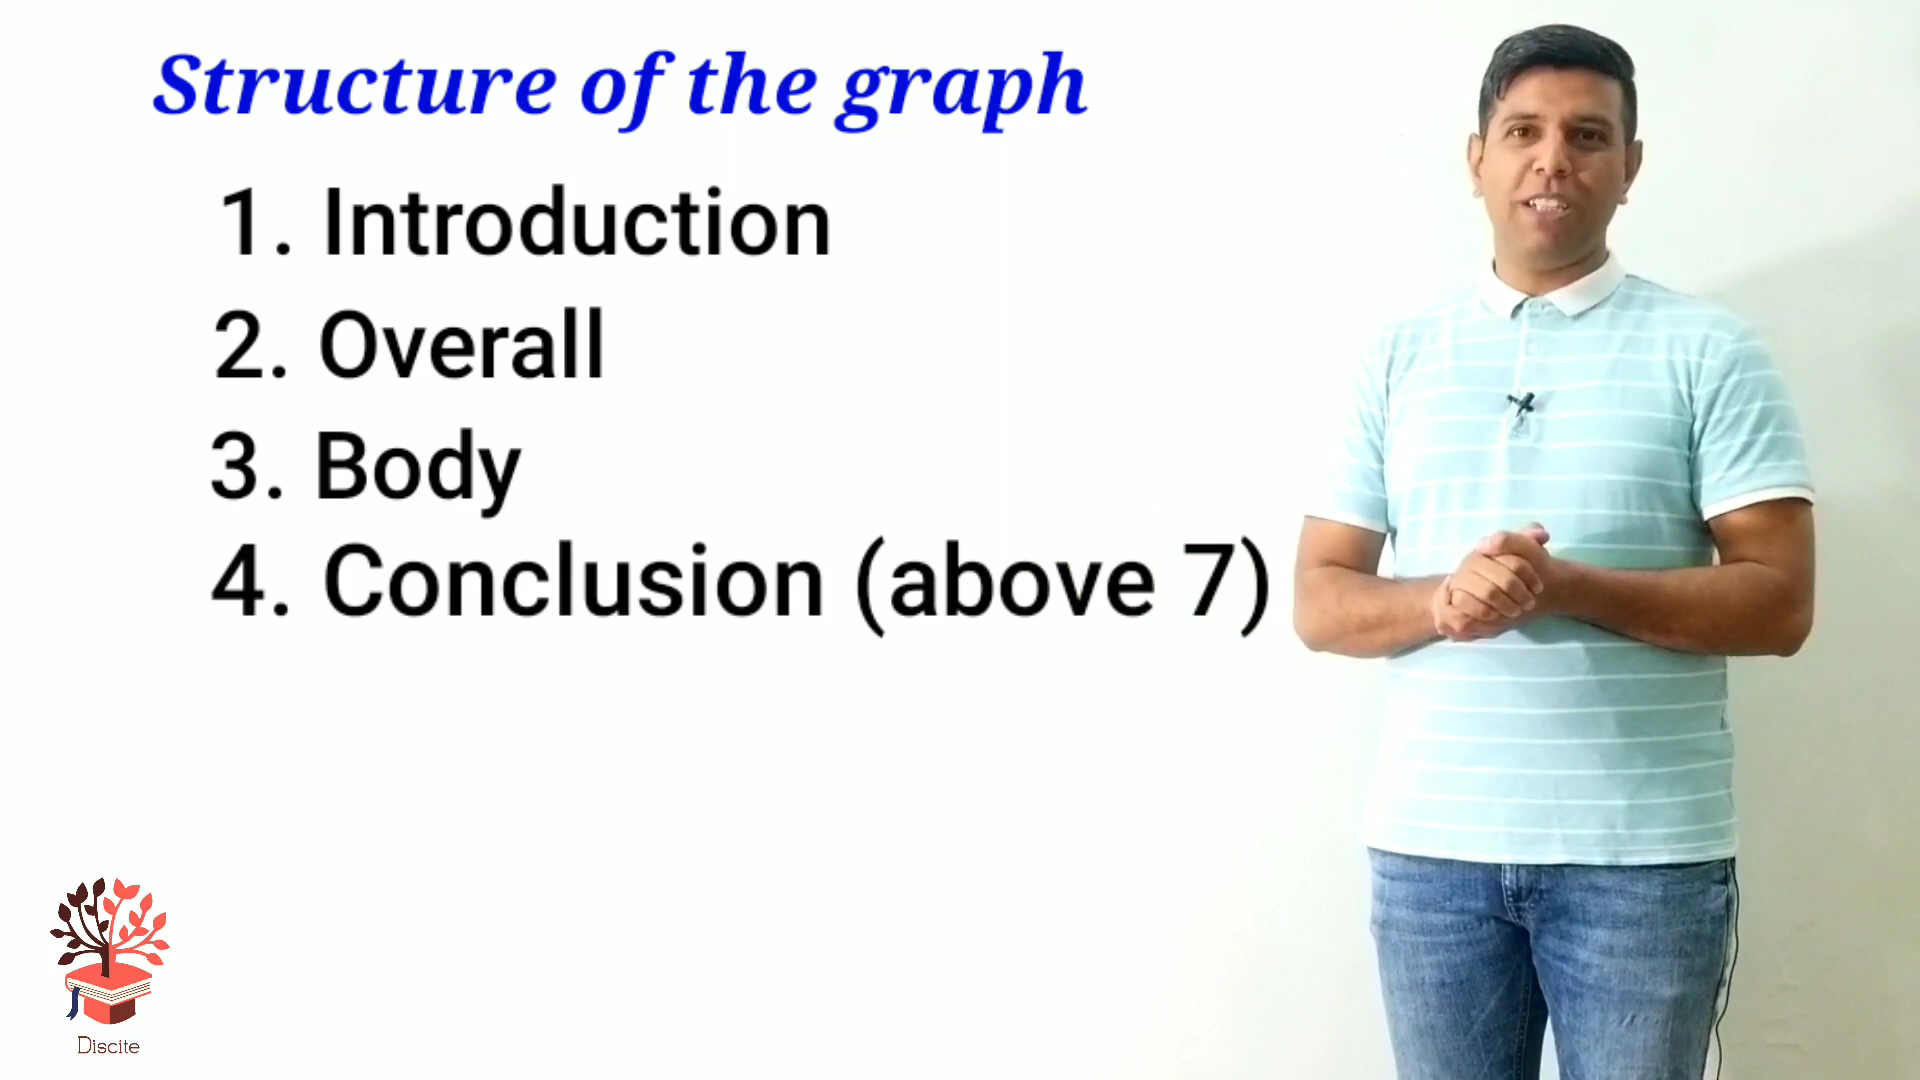 Structure of the graph
1. Introduction
2. Overall
3. Body
4. Conclusion (above 7)
Discite